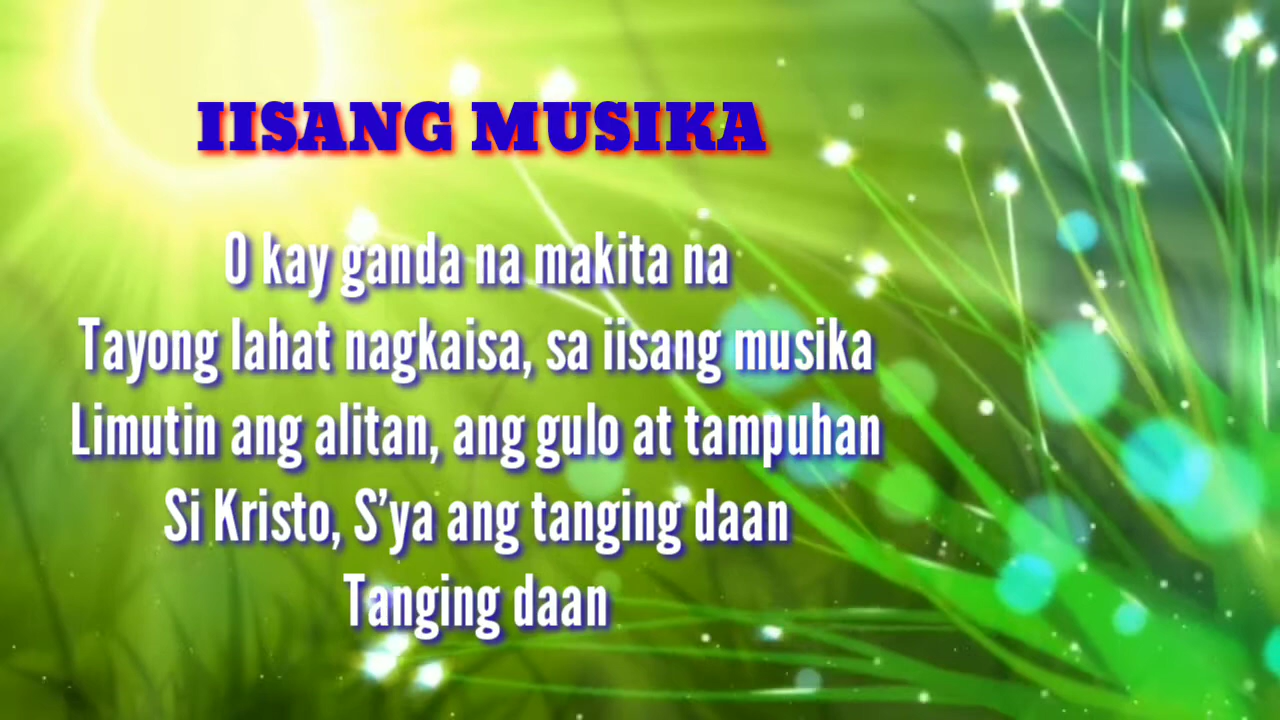 IISANG MUSIKA
O kay ganda na makita na
Tayong lahat nagkaisa, sa iisang musika
Limutin ang alitan, ang gulo at tampuhan
Si Kristo, S’ya ang tanging daan
Tanging daan